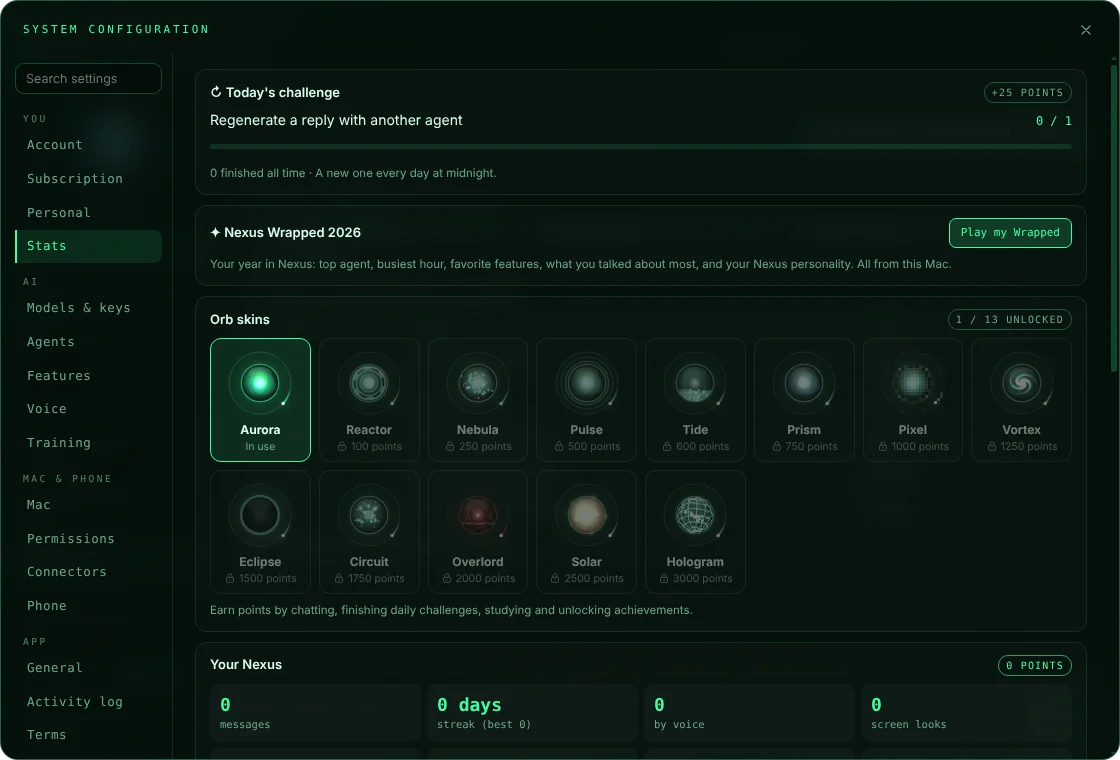 SYSTEM CONFIGURATION
Search settings
YOU
Account
Subscription
Personal
Stats
AI
Models & keys
Agents
Features
Voice
Training
MAC & PHONE
Mac
Permissions
Connectors
Phone
APP
General
Activity log
Terms
Today's challenge
+25 POINTS
Regenerate a reply with another agent
0 / 1
0 finished all time · A new one every day at midnight.
Nexus Wrapped 2026
Play my Wrapped
Your year in Nexus: top agent, busiest hour, favorite features, what you talked about most, and your Nexus personality. All from this Mac.
Orb skins
1 / 13 UNLOCKED
Aurora
In use
Reactor
100 points
Nebula
250 points
Pulse
500 points
Tide
600 points
Prism
750 points
Pixel
1000 points
Vortex
1250 points
Eclipse
1500 points
Circuit
1750 points
Overlord
2000 points
Solar
2500 points
Hologram
3000 points
Earn points by chatting, finishing daily challenges, studying and unlocking achievements.
Your Nexus
0 POINTS
0
messages
0 days
streak (best 0)
0
by voice
0
screen looks